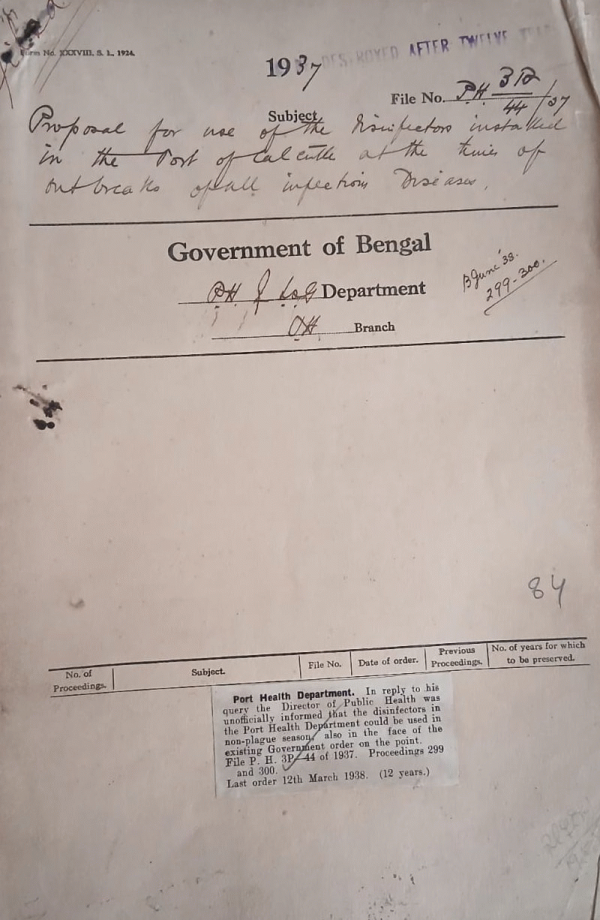 Form No. XXXVIII. S. L., 1924.
DESTROYED AFTER TWELVE
1937
File No. P.H. 3P/44/37
Subject.
Proposal for use of the Disinfectors installed
in the Port of Calcutta at the times of
outbreaks of all infectious Diseases.
Government of Bengal
PH & LSG Department
B June '38.
299-300.
PH Branch
84
No. of Proceedings. Subject. File No. Date of order. Previous Proceedings. No. of years for which to be preserved.
Port Health Department. In reply to his
query the Director of Public Health was
unofficially informed that the disinfectors in
the Port Health Department could be used in
non-plague season, also in the face of the
existing Government order on the point.
File P. H. 3P—44 of 1937. Proceedings 299
and 300.
Last order 12th March 1938. (12 years.)